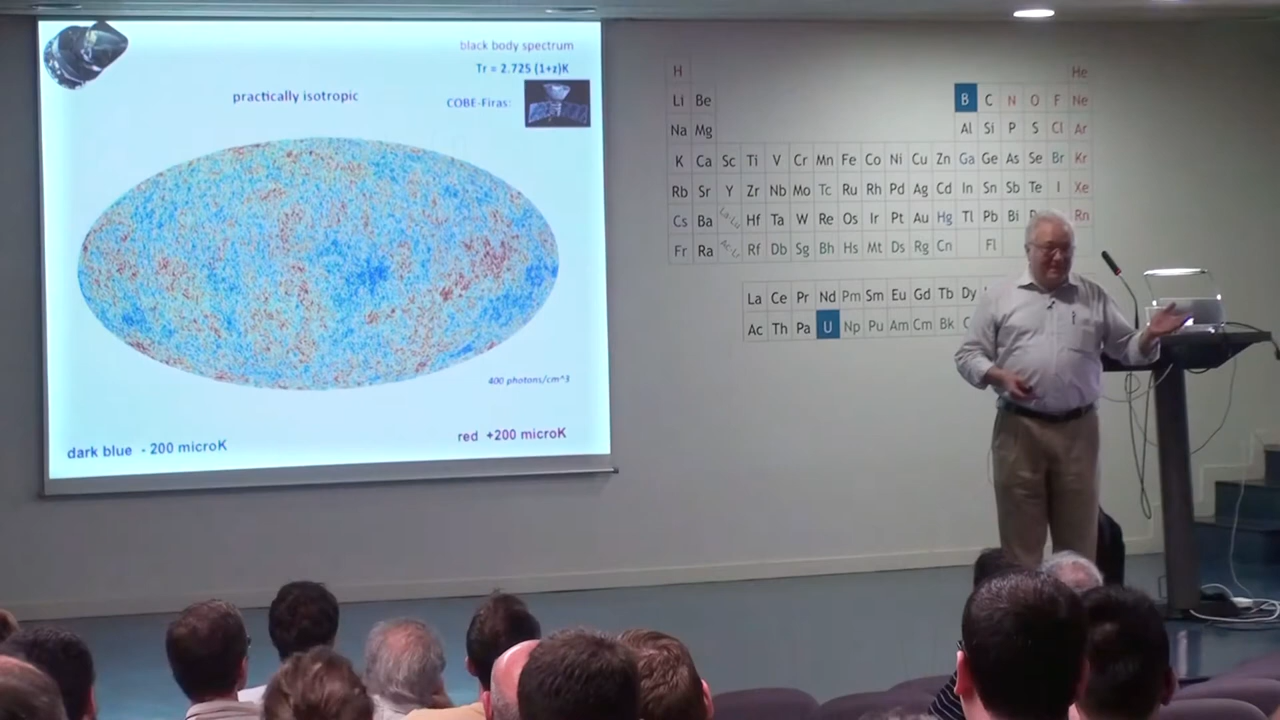 black body spectrum
Tr = 2.725 (1+z)K
practically isotropic
COBE-Firas:
400 photons/cm^3
dark blue - 200 microK
red +200 microK
H He
Li Be B C N O F Ne
Na Mg Al Si P S Cl Ar
K Ca Sc Ti V Cr Mn Fe Co Ni Cu Zn Ga Ge As Se Br Kr
Rb Sr Y Zr Nb Mo Tc Ru Rh Pd Ag Cd In Sn Sb Te I Xe
Cs Ba La-Lu Hf Ta W Re Os Ir Pt Au Hg Tl Pb Bi Rn
Fr Ra Ac-Lr Rf Db Sg Bh Hs Mt Ds Rg Cn Fl
La Ce Pr Nd Pm Sm Eu Gd Tb Dy
Ac Th Pa U Np Pu Am Cm Bk